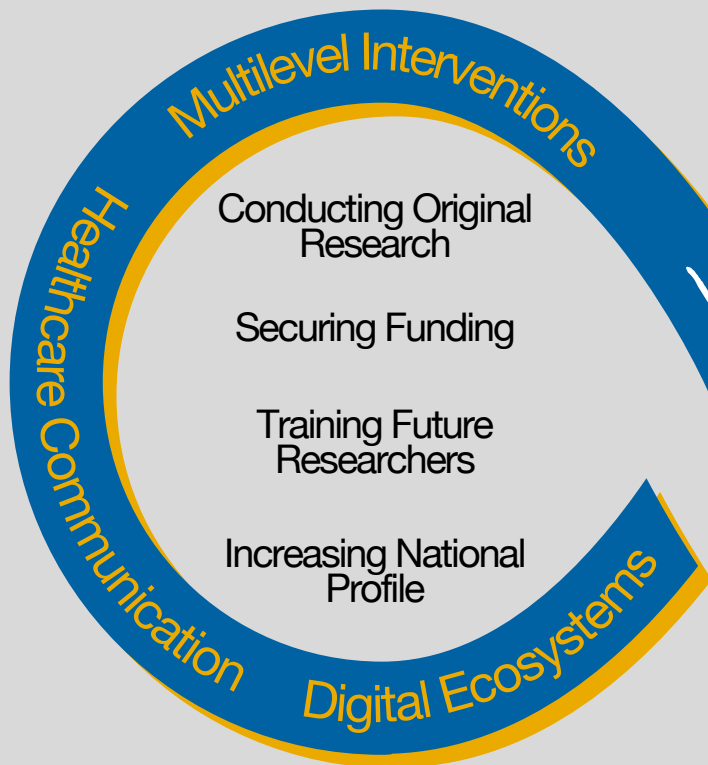 Multilevel Interventions
Healthcare Communication
Digital Ecosystems
Conducting Original
Research
Securing Funding
Training Future
Researchers
Increasing National
Profile